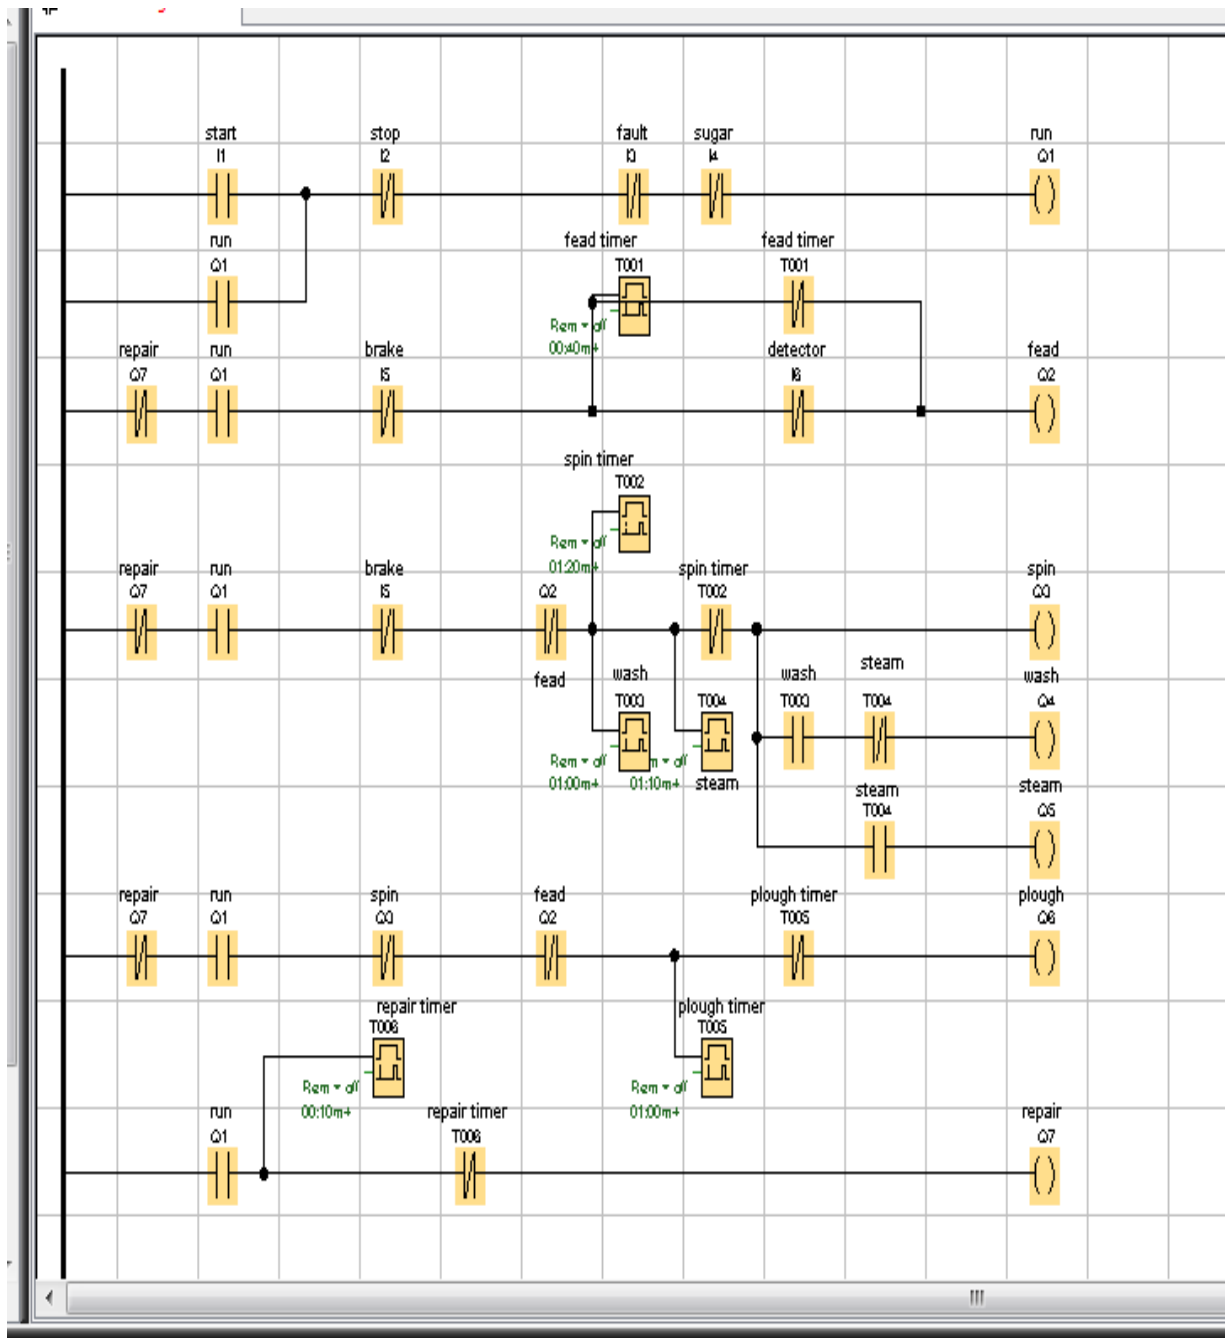 start stop fault sugar run
I1 I2 I3 I4 Q1
run fead timer fead timer
Q1 T001 T001
Rem = off
00:40m+
repair run brake detector fead
Q7 Q1 I5 I6 Q2
spin timer
T002
Rem = off
01:20m+
repair run brake spin timer spin
Q7 Q1 I5 Q2 T002 Q3
fead wash wash steam wash
T003 T004 T003 T004 Q4
Rem = off m = off
01:00m+ 01:10m+ steam steam steam
T004 Q5
repair run spin fead plough timer plough
Q7 Q1 Q3 Q2 T005 Q6
repair timer plough timer
T006 T005
Rem = off Rem = off
00:10m+ 01:00m+
run repair timer repair
Q1 T006 Q7